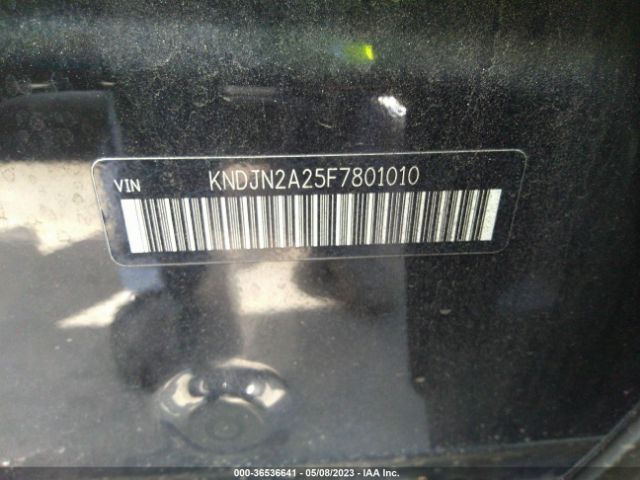 VIN KNDJN2A25F7801010
000-36536641 - 05/08/2023 - IAA Inc.